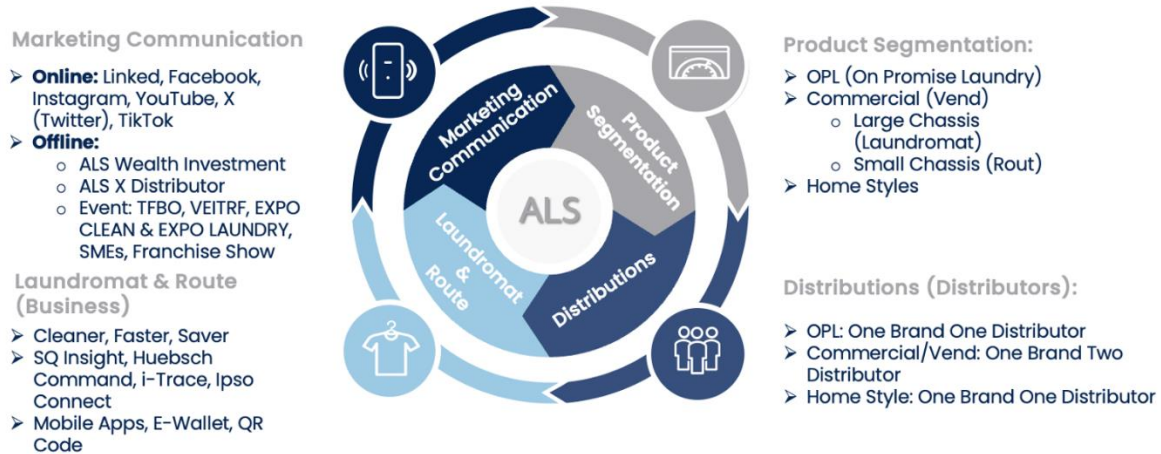 Marketing Communication
➢ Online: Linked, Facebook,
Instagram, YouTube, X
(Twitter), TikTok
➢ Offline:
o ALS Wealth Investment
o ALS X Distributor
o Event: TFBO, VEITRF, EXPO
CLEAN & EXPO LAUNDRY,
SMEs, Franchise Show
Laundromat & Route
(Business)
➢ Cleaner, Faster, Saver
➢ SQ Insight, Huebsch
Command, i-Trace, Ipso
Connect
➢ Mobile Apps, E-Wallet, QR
Code
Marketing
Communication
Product
Segmentation
ALS
Laundromat
&
Route
Distributions
Product Segmentation:
➢ OPL (On Promise Laundry)
➢ Commercial (Vend)
o Large Chassis
(Laundromat)
o Small Chassis (Rout)
➢ Home Styles
Distributions (Distributors):
➢ OPL: One Brand One Distributor
➢ Commercial/Vend: One Brand Two
Distributor
➢ Home Style: One Brand One Distributor